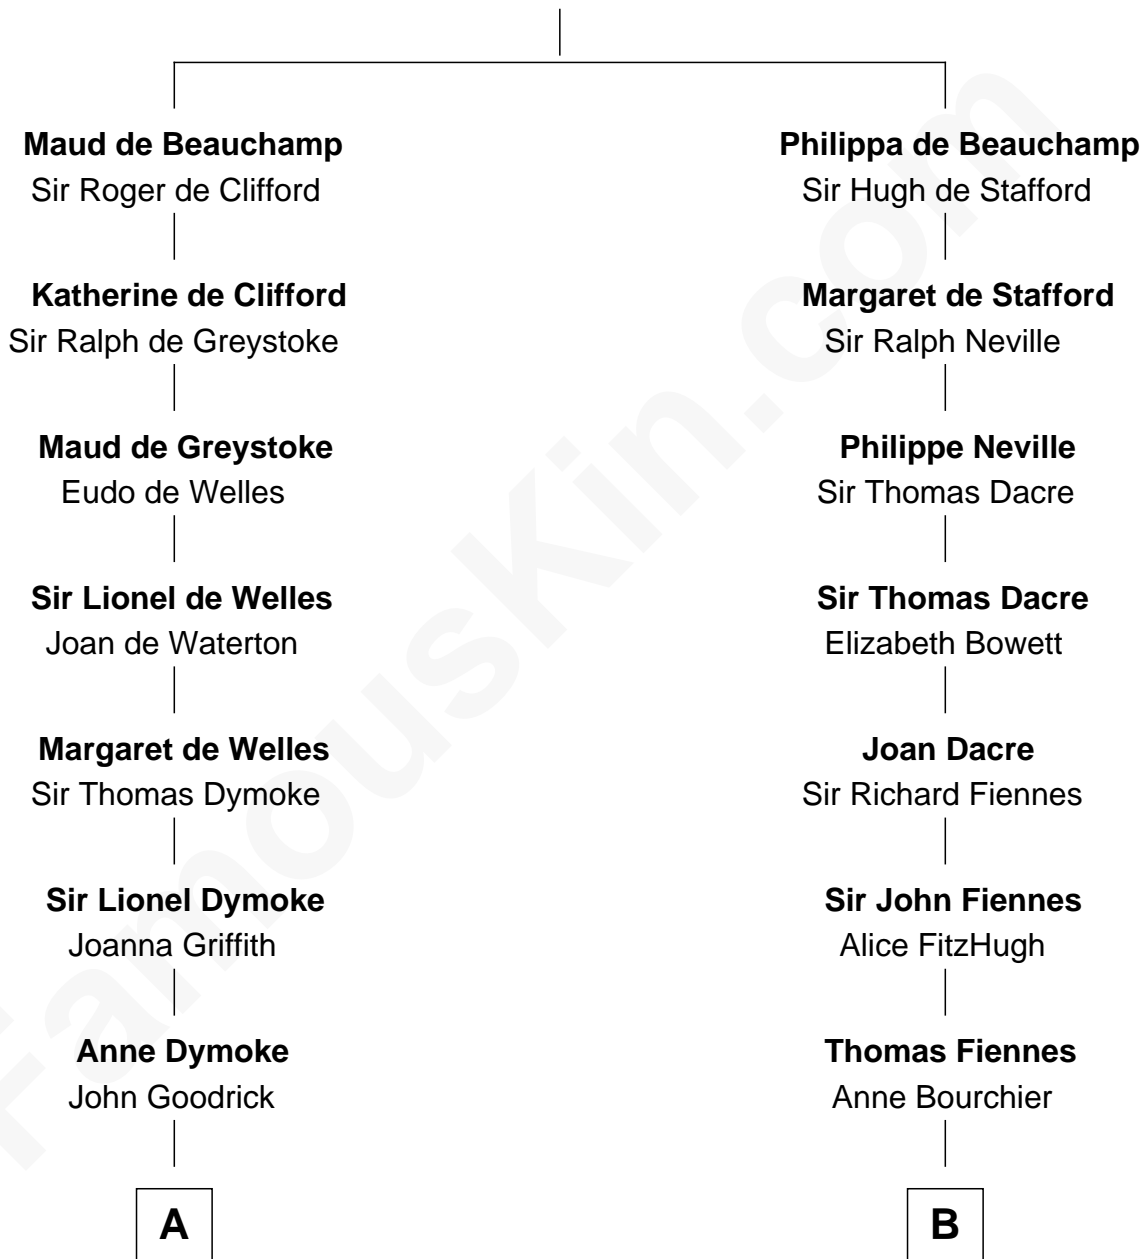 Maud de Beauchamp
Sir Roger de Clifford
Katherine de Clifford
Sir Ralph de Greystoke
Maud de Greystoke
Eudo de Welles
Sir Lionel de Welles
Joan de Waterton
Margaret de Welles
Sir Thomas Dymoke
Sir Lionel Dymoke
Joanna Griffith
Anne Dymoke
John Goodrick
A
Philippa de Beauchamp
Sir Hugh de Stafford
Margaret de Stafford
Sir Ralph Neville
Philippe Neville
Sir Thomas Dacre
Sir Thomas Dacre
Elizabeth Bowett
Joan Dacre
Sir Richard Fiennes
Sir John Fiennes
Alice FitzHugh
Thomas Fiennes
Anne Bourchier
B
FamousKin.com